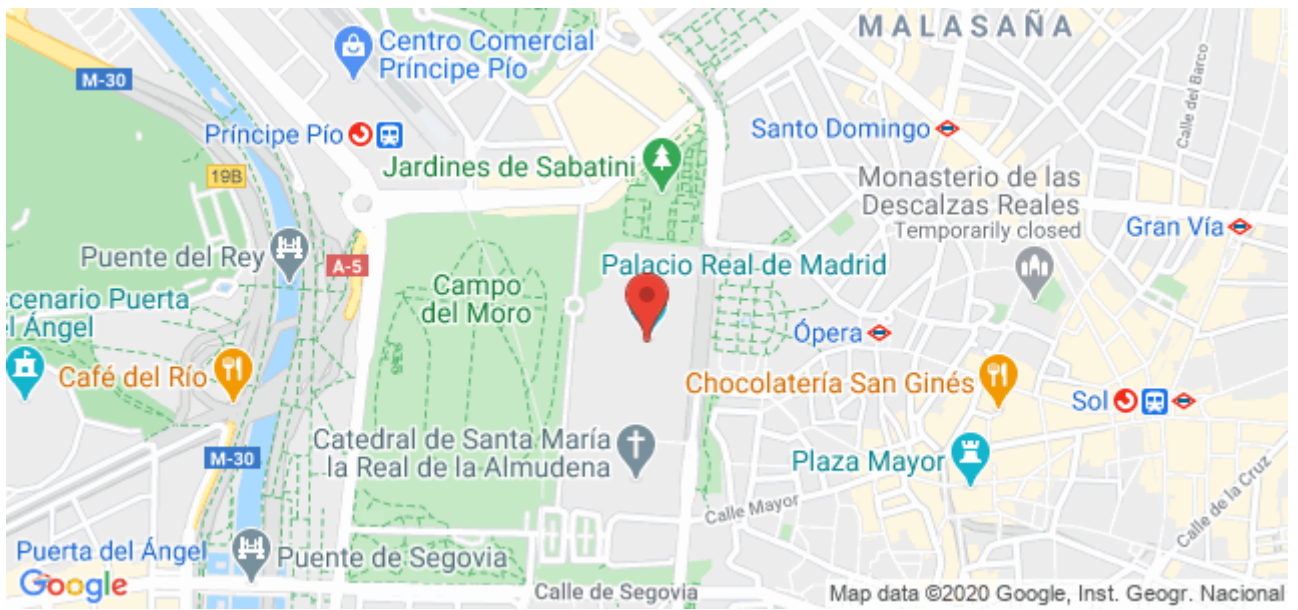 MALASAÑA
Centro Comercial
Príncipe Pío
M-30
Calle del Barco
Príncipe Pío
Santo Domingo
Jardines de Sabatini
19B
Monasterio de las
Descalzas Reales
Temporarily closed
Gran Vía
Puente del Rey
A-5
Palacio Real de Madrid
Campo
del Moro
cenario Puerta
l Ángel
Ópera
Café del Río
Chocolatería San Ginés
Sol
Catedral de Santa María
la Real de la Almudena
M-30
Plaza Mayor
Calle Mayor
Calle de la Cruz
Puerta del Ángel
Puente de Segovia
Google
Calle de Segovia
Map data ©2020 Google, Inst. Geogr. Nacional